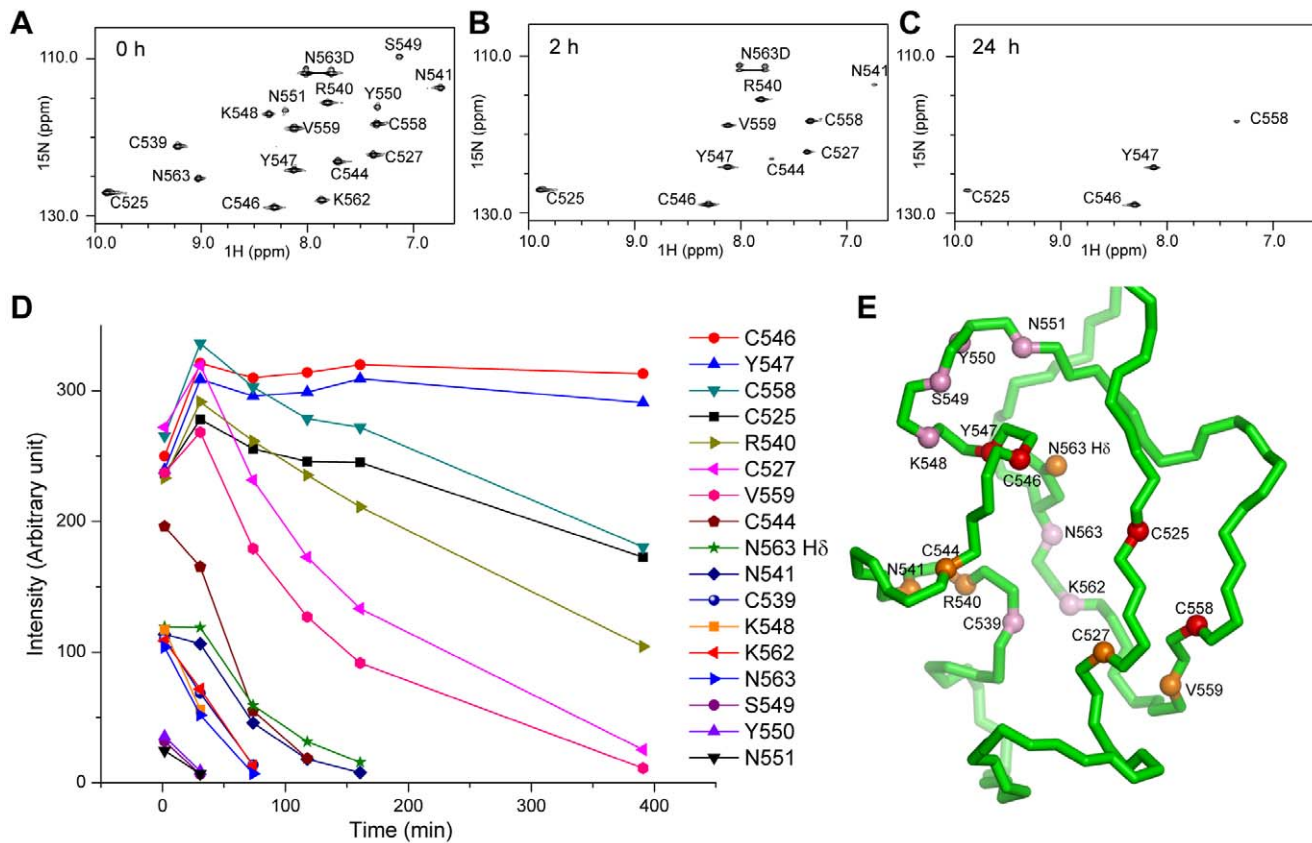 A
0 h
110.0
130.0
15N (ppm)
10.0 9.0 8.0 7.0
1H (ppm)
S549
N563D
N541
R540
N551
Y550
K548
V559
C558
C539
Y547
C527
C544
N563
C525
C546
K562
B
2 h
110.0
130.0
15N (ppm)
10.0 9.0 8.0 7.0
1H (ppm)
N563D
N541
R540
V559
C558
Y547
C527
C544
C525
C546
C
24 h
110.0
130.0
15N (ppm)
10.0 9.0 8.0 7.0
1H (ppm)
C558
Y547
C525
C546
D
Intensity (Arbitrary unit)
300
200
100
0
0 100 200 300 400
Time (min)
C546
Y547
C558
C525
R540
C527
V559
C544
N563 Hδ
N541
C539
K548
K562
N563
S549
Y550
N551
E
N551
Y550
S549
Y547
N563 Hδ
K548
C546
N563
C525
C544
N541
R540
K562
C539
C558
C527
V559